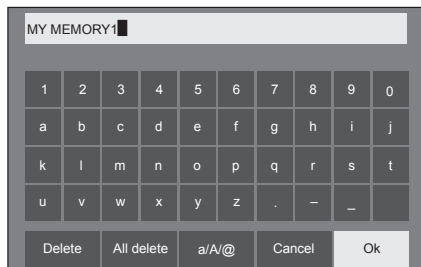 MY MEMORY1
1 2 3 4 5 6 7 8 9 0
a b c d e f g h i j
k l m n o p q r s t
u v w x y z . – _
Delete All delete a/A/@ Cancel Ok